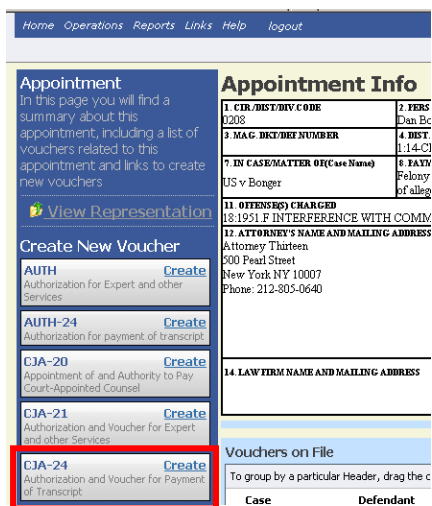 Home Operations Reports Links Help logout
Appointment
In this page you will find a
summary about this
appointment, including a list of
vouchers related to this
appointment and links to create
new vouchers
View Representation
Create New Voucher
AUTH Create
Authorization for Expert and other
Services
AUTH-24 Create
Authorization for payment of transcript
CJA-20 Create
Appointment of and Authority to Pay
Court-Appointed Counsel
CJA-21 Create
Authorization and Voucher for Expert
and other Services
CJA-24 Create
Authorization and Voucher for Payment
of Transcript
Appointment Info
1. CIR./DIST/DIV.CODE 2. PERS
0208 Dan Bo
3. MAG. DKT/DEF.NUMBER 4. DIST.
1:14-C
7. IN CASE/MATTER OF(Case Name) 8. PAYM
US v Bonger Felony
of alleg
11. OFFENSE(S) CHARGED
18:1951.F INTERFERENCE WITH COMM
12. ATTORNEY'S NAME AND MAILING ADDRESS
Attorney Thirteen
500 Pearl Street
New York NY 10007
Phone: 212-805-0640
14. LAW FIRM NAME AND MAILING ADDRESS
Vouchers on File
To group by a particular Header, drag the c
Case Defendant